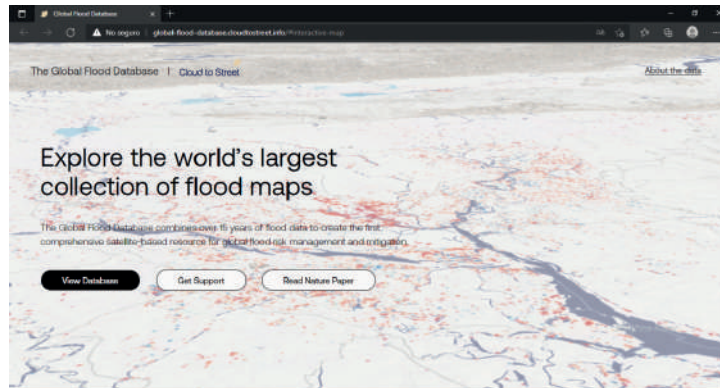 Global Flood Database
No seguro
global-flood-database.cloudtostreet.info/#interactive-map
The Global Flood Database | Cloud to Street
About the data
Explore the world's largest
collection of flood maps
The Global Flood Database combines over 15 years of flood data to create the first
comprehensive satellite-based resource for global flood risk management and mitigation.
View Database
Get Support
Read Nature Paper